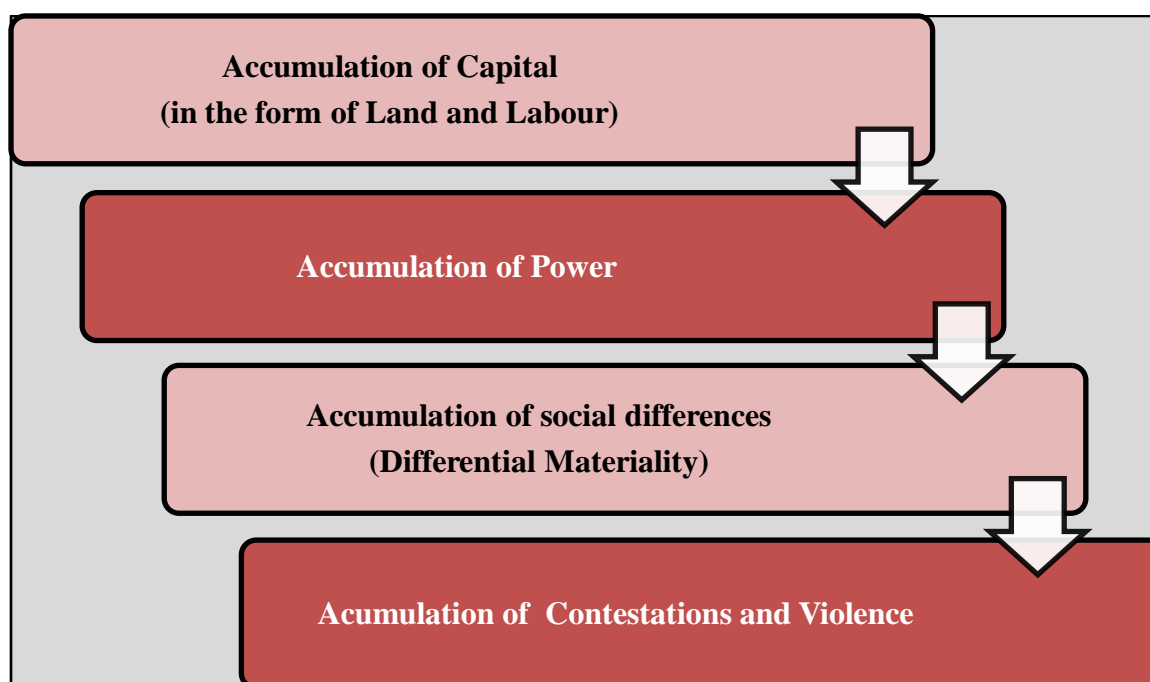 Accumulation of Capital
(in the form of Land and Labour)
Accumulation of Power
Accumulation of social differences
(Differential Materiality)
Acumulation of  Contestations and Violence